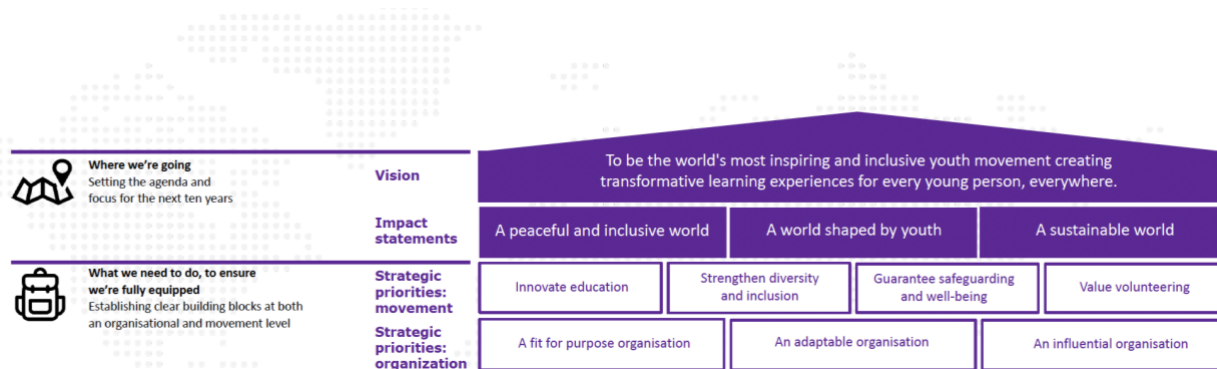 Where we're going
Setting the agenda and
focus for the next ten years
Vision
To be the world's most inspiring and inclusive youth movement creating
transformative learning experiences for every young person, everywhere.
Impact
statements
A peaceful and inclusive world
A world shaped by youth
A sustainable world
What we need to do, to ensure
we're fully equipped
Establishing clear building blocks at both
an organisational and movement level
Strategic
priorities:
movement
Innovate education
Strengthen diversity
and inclusion
Guarantee safeguarding
and well-being
Value volunteering
Strategic
priorities:
organization
A fit for purpose organisation
An adaptable organisation
An influential organisation